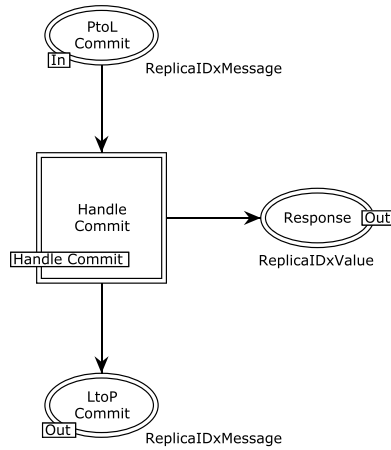 PtoL
Commit
In
ReplicaIDxMessage
Handle
Commit
Handle Commit
Response
Out
ReplicaIDxValue
LtoP
Commit
Out
ReplicaIDxMessage